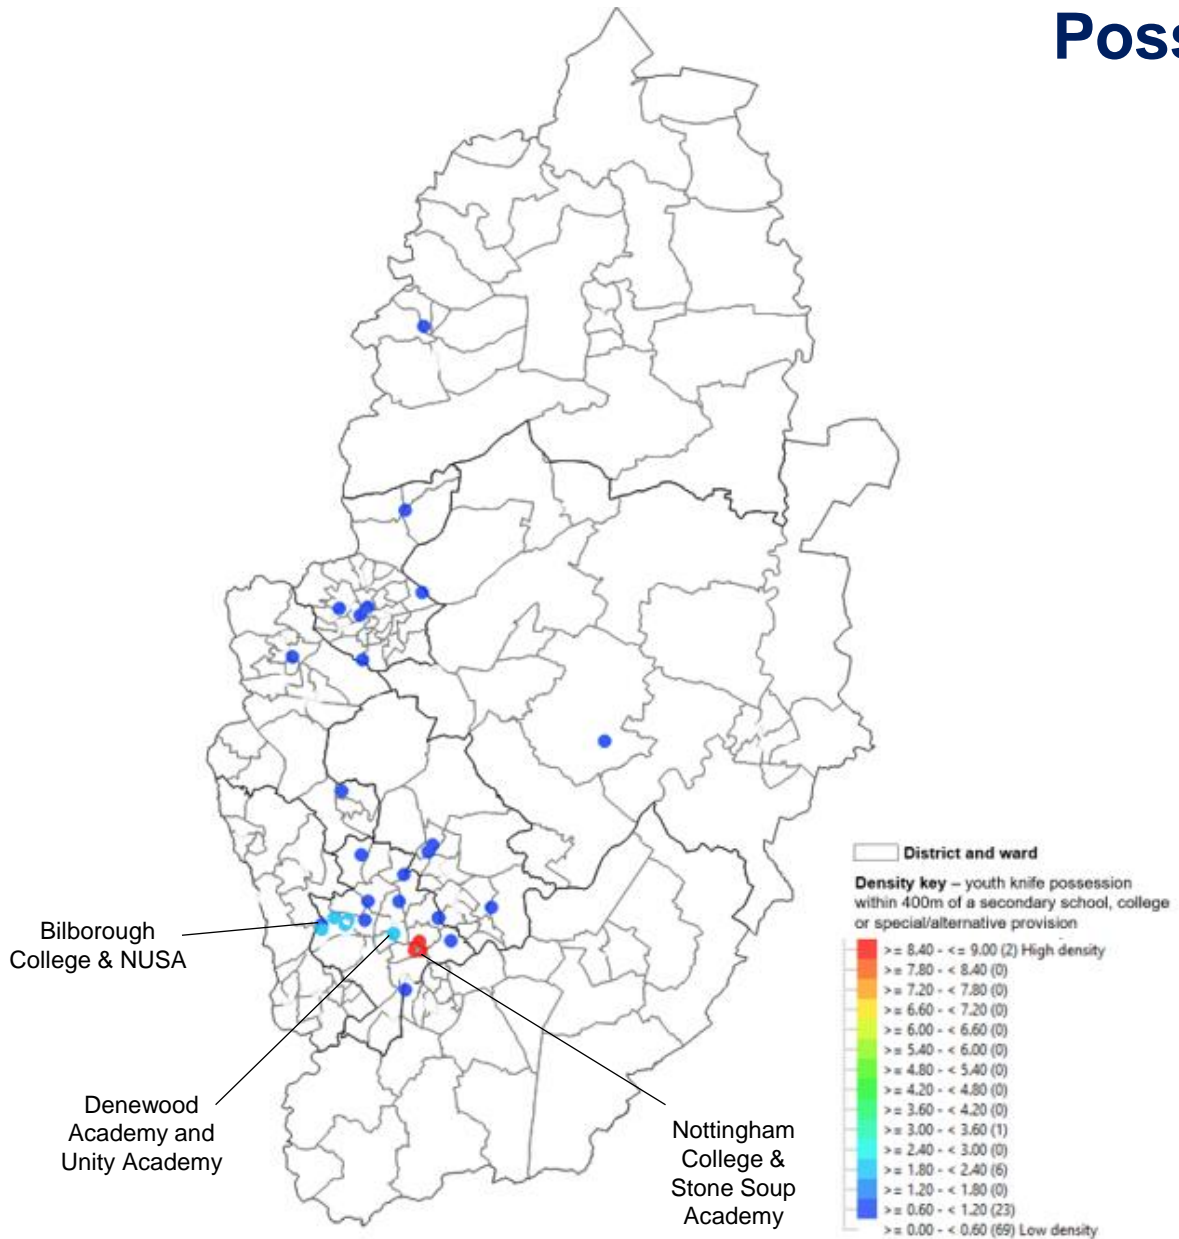 Poss
Bilborough
College & NUSA
Denewood
Academy and
Unity Academy
Nottingham
College &
Stone Soup
Academy
District and ward
Density key – youth knife possession
within 400m of a secondary school, college
or special/alternative provision
>= 8.40 - <= 9.00 (2) High density
>= 7.80 - < 8.40 (0)
>= 7.20 - < 7.80 (0)
>= 6.60 - < 7.20 (0)
>= 6.00 - < 6.60 (0)
>= 5.40 - < 6.00 (0)
>= 4.80 - < 5.40 (0)
>= 4.20 - < 4.80 (0)
>= 3.60 - < 4.20 (0)
>= 3.00 - < 3.60 (1)
>= 2.40 - < 3.00 (0)
>= 1.80 - < 2.40 (6)
>= 1.20 - < 1.80 (0)
>= 0.60 - < 1.20 (23)
>= 0.00 - < 0.60 (69) Low density